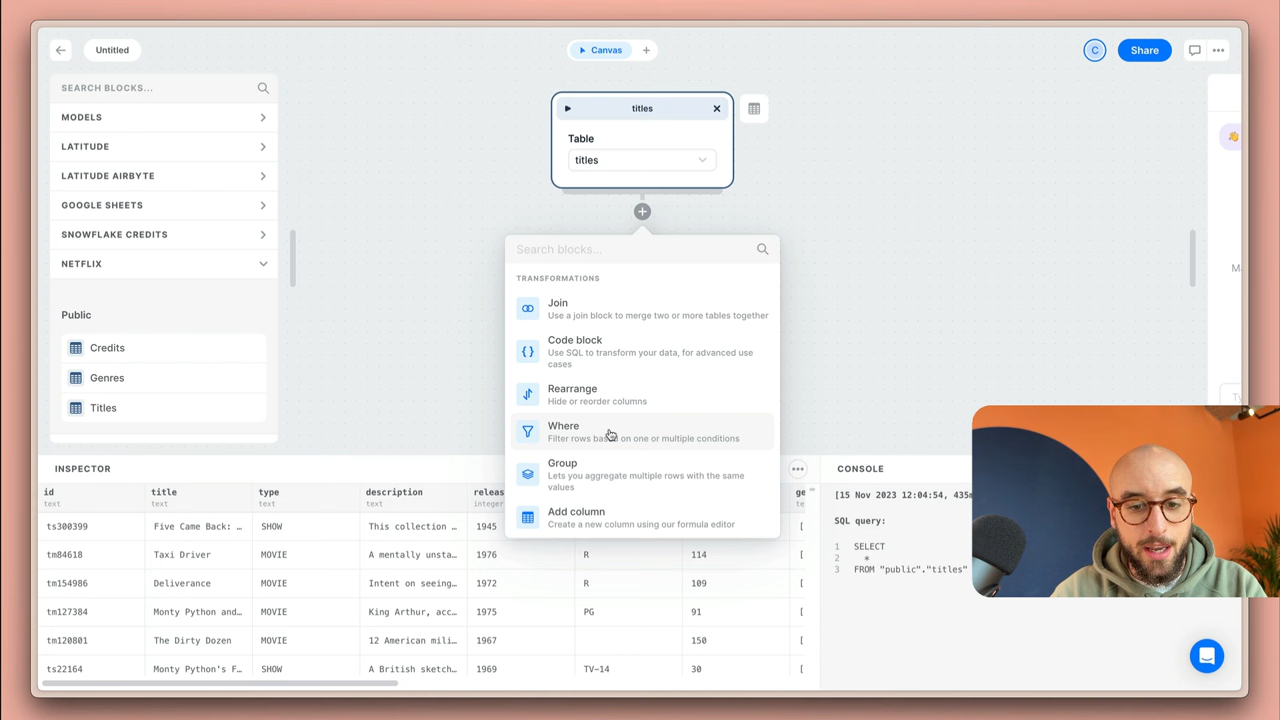 Untitled
Canvas
C
Share
SEARCH BLOCKS...
MODELS
LATITUDE
LATITUDE AIRBYTE
GOOGLE SHEETS
SNOWFLAKE CREDITS
NETFLIX
Public
Credits
Genres
Titles
titles
Table
titles
Search blocks...
TRANSFORMATIONS
Join
Use a join block to merge two or more tables together
Code block
Use SQL to transform your data, for advanced use
cases
Rearrange
Hide or reorder columns
Where
Filter rows on one or multiple conditions
Group
Lets you aggregate multiple rows with the same
values
Add column
Create a new column using our formula editor
INSPECTOR
id title type description
text text text text integer
ts300399 Five Came Back: ... SHOW This collection 1945
tm84618 Taxi Driver MOVIE A mentally unsta... 1976 R 114
tm154986 Deliverance MOVIE Intent on seeing... 1972 R 109
tm127384 Monty Python and... MOVIE King Arthur, acc... 1975 PG 91
tm120801 The Dirty Dozen MOVIE 12 American mili... 1967 150
ts22164 Monty Python's F... SHOW A British sketch... 1969 TV-14 30
CONSOLE
[15 Nov 2023 12:04:54, 435m
SQL query:
1 SELECT
2 *
3 FROM "public"."titles"